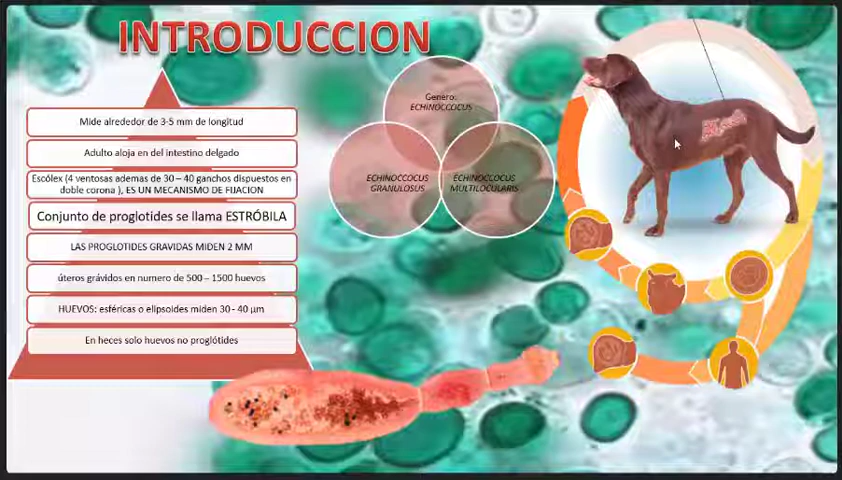 INTRODUCCION
Mide alrededor de 3-5 mm de longitud
Adulto aloja en del intestino delgado
Escólex (4 ventosas ademas de 30 – 40 ganchos dispuestos en
doble corona ), ES UN MECANISMO DE FIJACION
Conjunto de proglotides se llama ESTRÓBILA
LAS PROGLOTIDES GRAVIDAS MIDEN 2 MM
úteros grávidos en numero de 500 – 1500 huevos
HUEVOS: esféricas o elipsoides miden 30 - 40 µm
En heces solo huevos no proglótides
Genero:
ECHINOCCOCUS
ECHINOCCOCUS
GRANULOSUS
ECHINOCCOCUS
MULTILOCULARIS